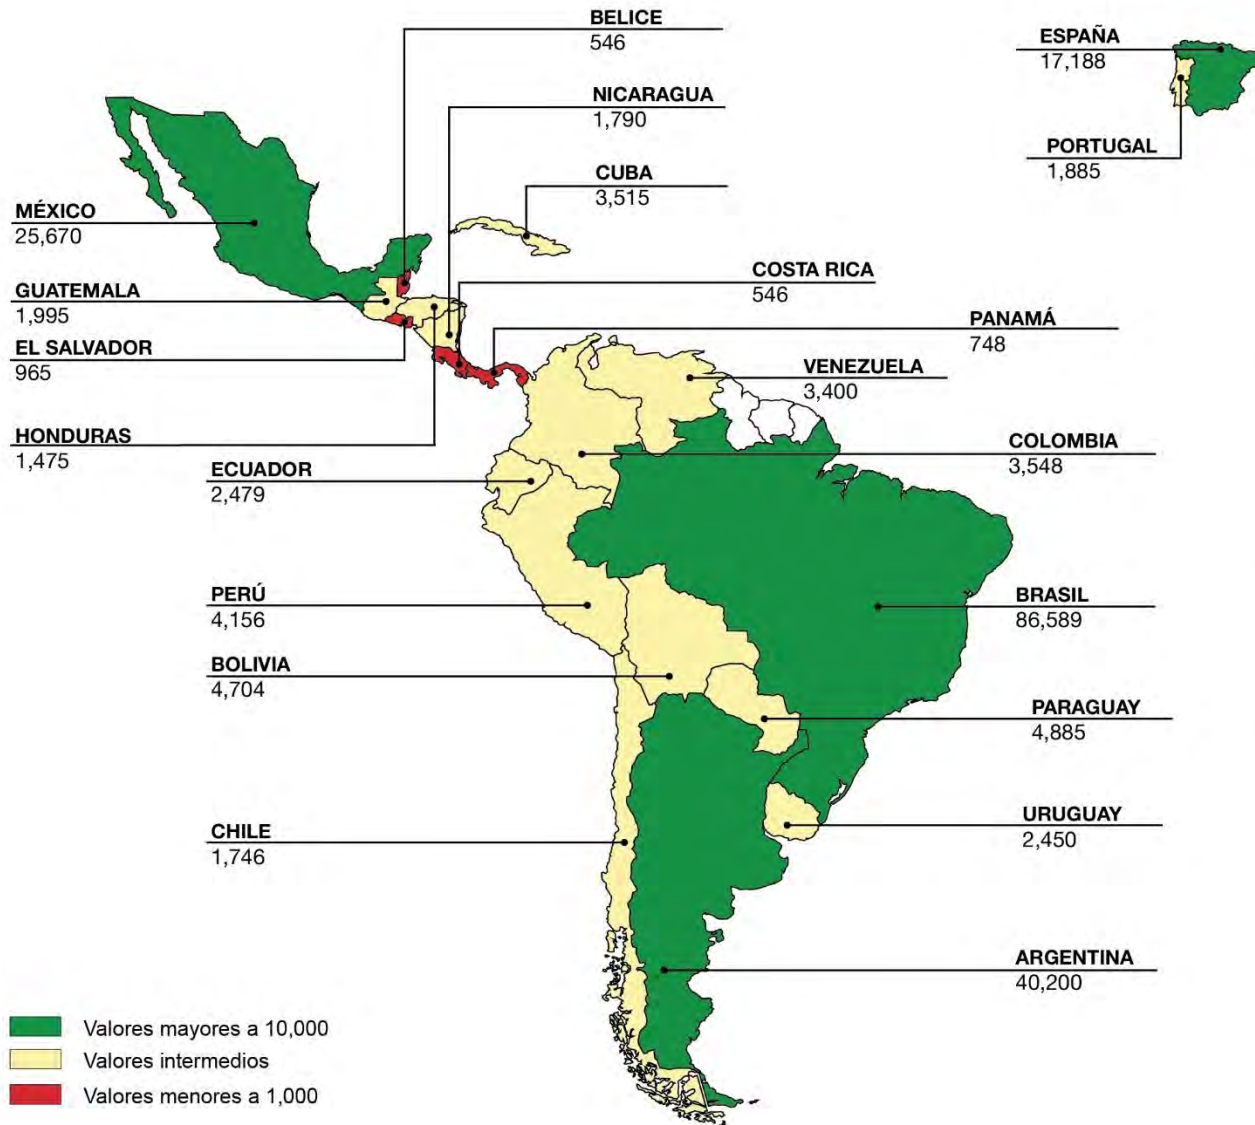 BELICE
546
ESPAÑA
17,188
NICARAGUA
1,790
PORTUGAL
1,885
CUBA
3,515
MÉXICO
25,670
COSTA RICA
546
GUATEMALA
1,995
PANAMÁ
748
EL SALVADOR
965
VENEZUELA
3,400
HONDURAS
1,475
COLOMBIA
3,548
ECUADOR
2,479
PERÚ
4,156
BRASIL
86,589
BOLIVIA
4,704
PARAGUAY
4,885
URUGUAY
2,450
CHILE
1,746
ARGENTINA
40,200
Valores mayores a 10,000
Valores intermedios
Valores menores a 1,000